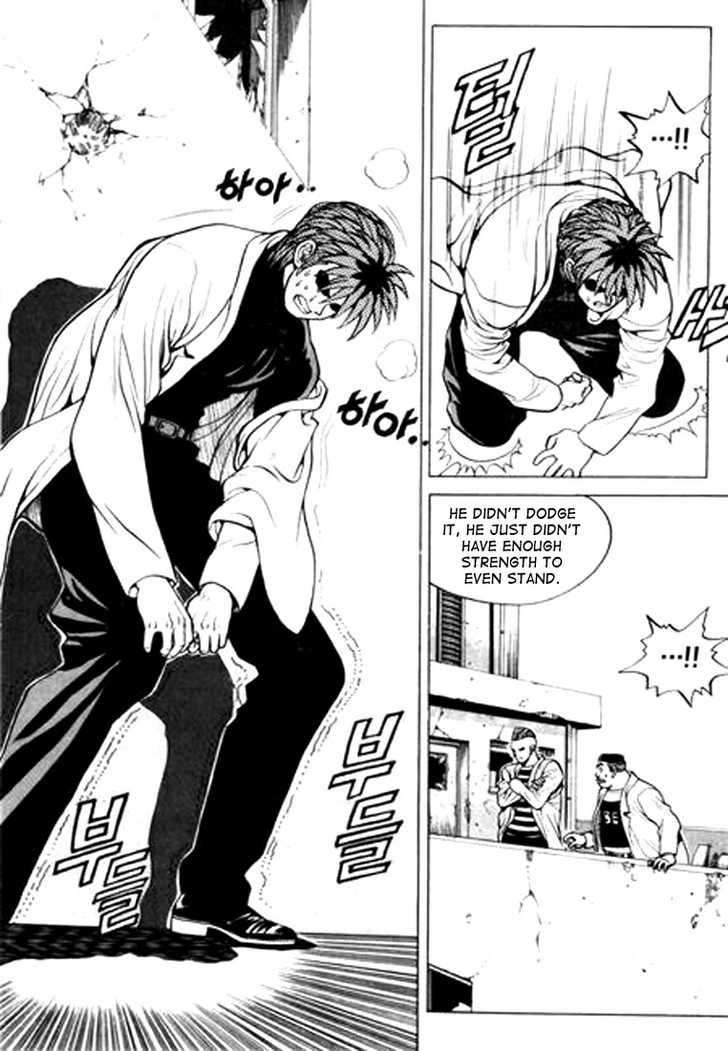 하아..
하아..
부들
부들
털
...!!
HE DIDN'T DODGE
IT, HE JUST DIDN'T
HAVE ENOUGH
STRENGTH TO
EVEN STAND.
...!!
35